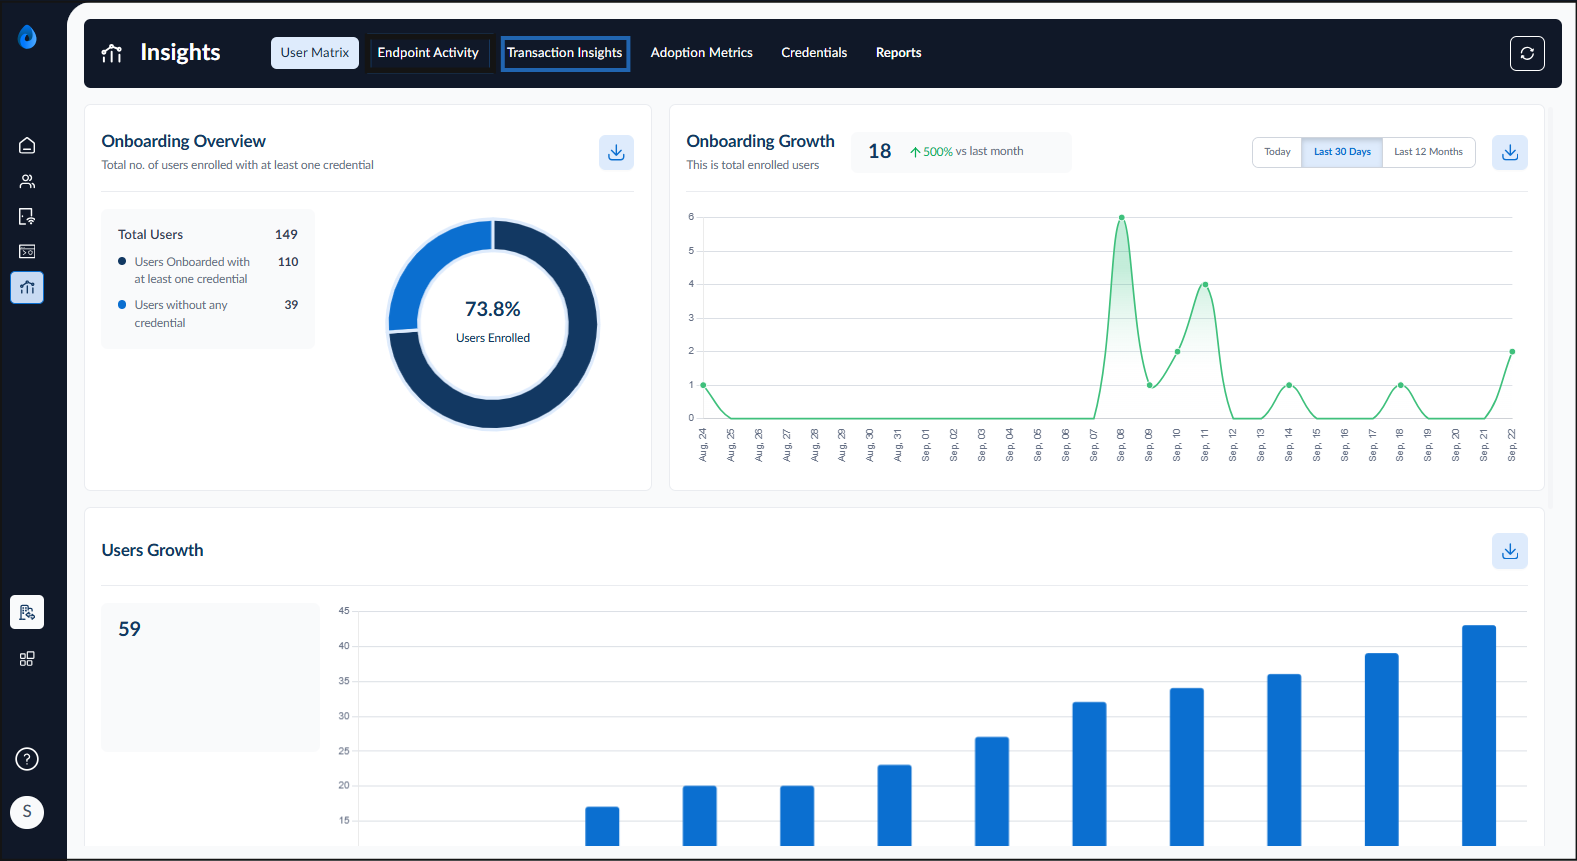 Insights
User Matrix
Endpoint Activity
Transaction Insights
Adoption Metrics
Credentials
Reports
Onboarding Overview
Total no. of users enrolled with at least one credential
Total Users 149
Users Onboarded with 110
at least one credential
Users without any 39
credential
73.8%
Users Enrolled
Onboarding Growth
This is total enrolled users
18
500% vs last month
Today
Last 30 Days
Last 12 Months
6
5
4
3
2
1
0
Aug, 24
Aug, 25
Aug, 26
Aug, 27
Aug, 28
Aug, 29
Aug, 30
Aug, 31
Sep, 01
Sep, 02
Sep, 03
Sep, 04
Sep, 05
Sep, 06
Sep, 07
Sep, 08
Sep, 09
Sep, 10
Sep, 11
Sep, 12
Sep, 13
Sep, 14
Sep, 15
Sep, 16
Sep, 17
Sep, 18
Sep, 19
Sep, 20
Sep, 21
Sep, 22
Users Growth
59
45
40
35
30
25
20
15
?
S